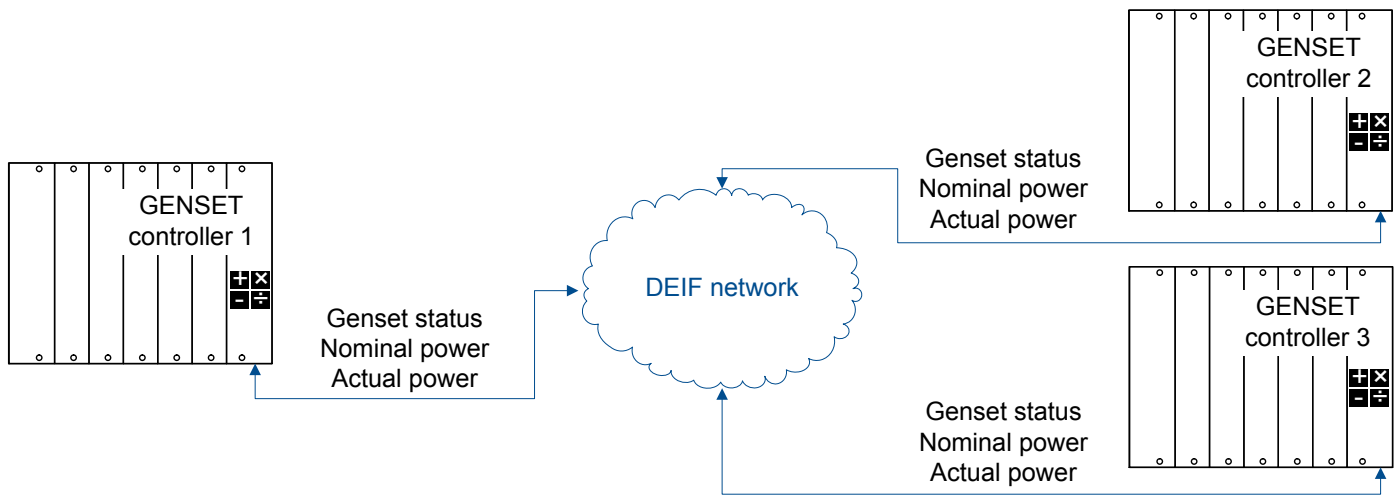 GENSET
controller 1
+ ×
- ÷
Genset status
Nominal power
Actual power
DEIF network
Genset status
Nominal power
Actual power
GENSET
controller 2
+ ×
- ÷
Genset status
Nominal power
Actual power
GENSET
controller 3
+ ×
- ÷